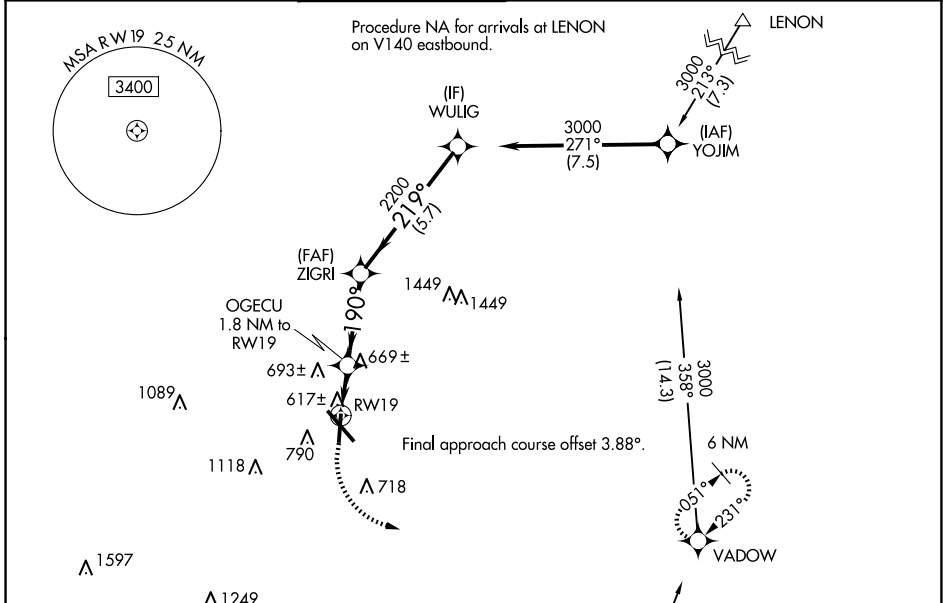 Procedure NA for arrivals at LENON
on V140 eastbound.
LENON
MSA RW19 25 NM
3400
3000
213°
(7.3)
(IF)
WULIG
3000
271°
(7.5)
(IAF)
YOJIM
2200
219°
(5.7)
(FAF)
ZIGRI
190°
1449
1449
OGECU
1.8 NM to
RW19
693±
669±
3000
358°
(14.3)
1089
617±
RW19
790
Final approach course offset 3.88°.
6 NM
1118
718
051°
231°
VADOW
1597
1249